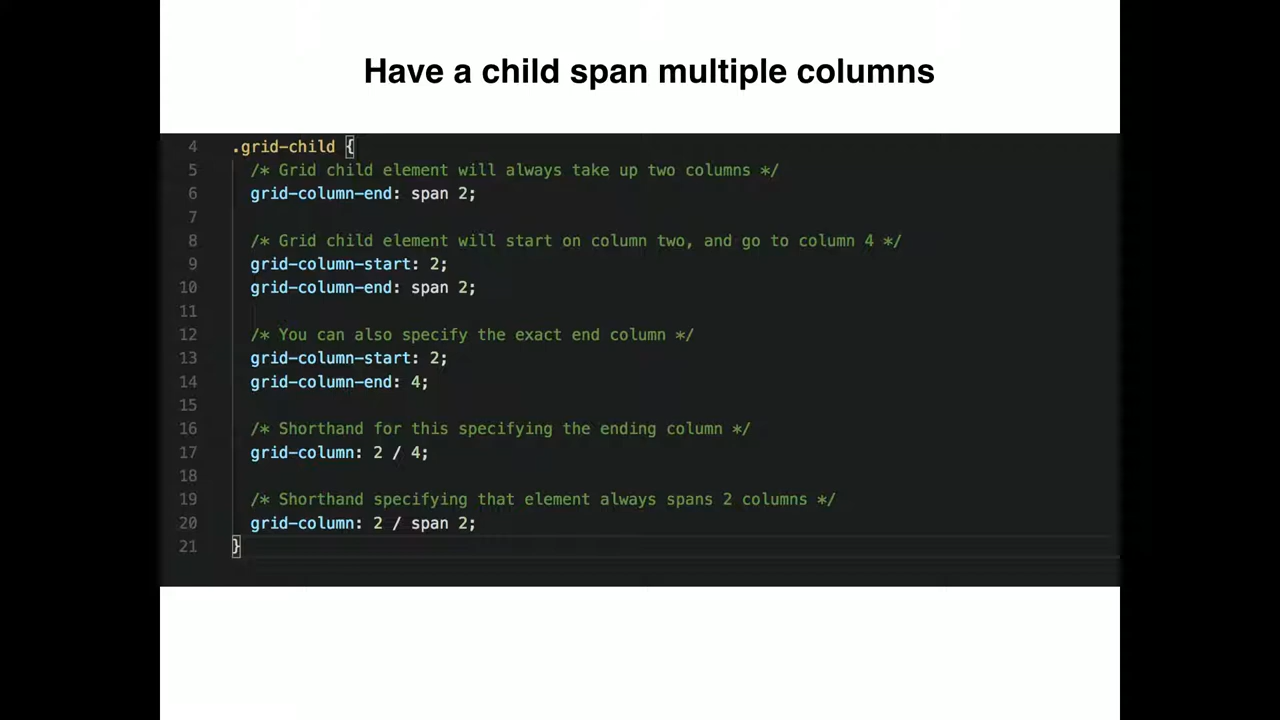 Have a child span multiple columns
4 .grid-child {
5 /* Grid child element will always take up two columns */
6 grid-column-end: span 2;
7
8 /* Grid child element will start on column two, and go to column 4 */
9 grid-column-start: 2;
10 grid-column-end: span 2;
11
12 /* You can also specify the exact end column */
13 grid-column-start: 2;
14 grid-column-end: 4;
15
16 /* Shorthand for this specifying the ending column */
17 grid-column: 2 / 4;
18
19 /* Shorthand specifying that element always spans 2 columns */
20 grid-column: 2 / span 2;
21 }